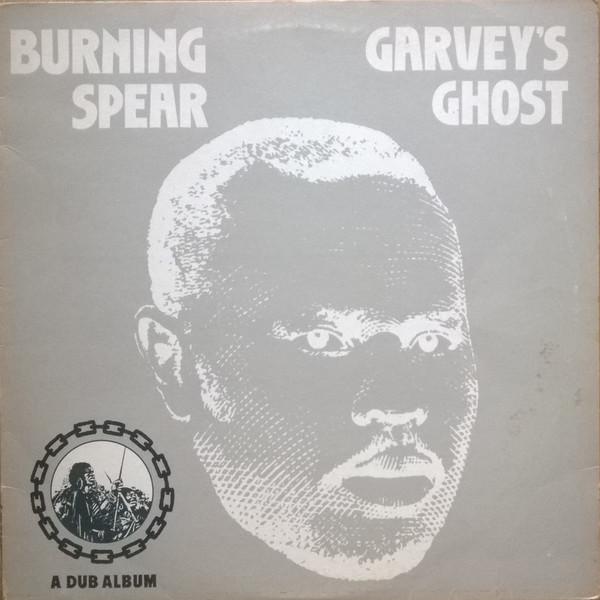 BURNING
SPEAR
GARVEY'S
GHOST
A DUB ALBUM